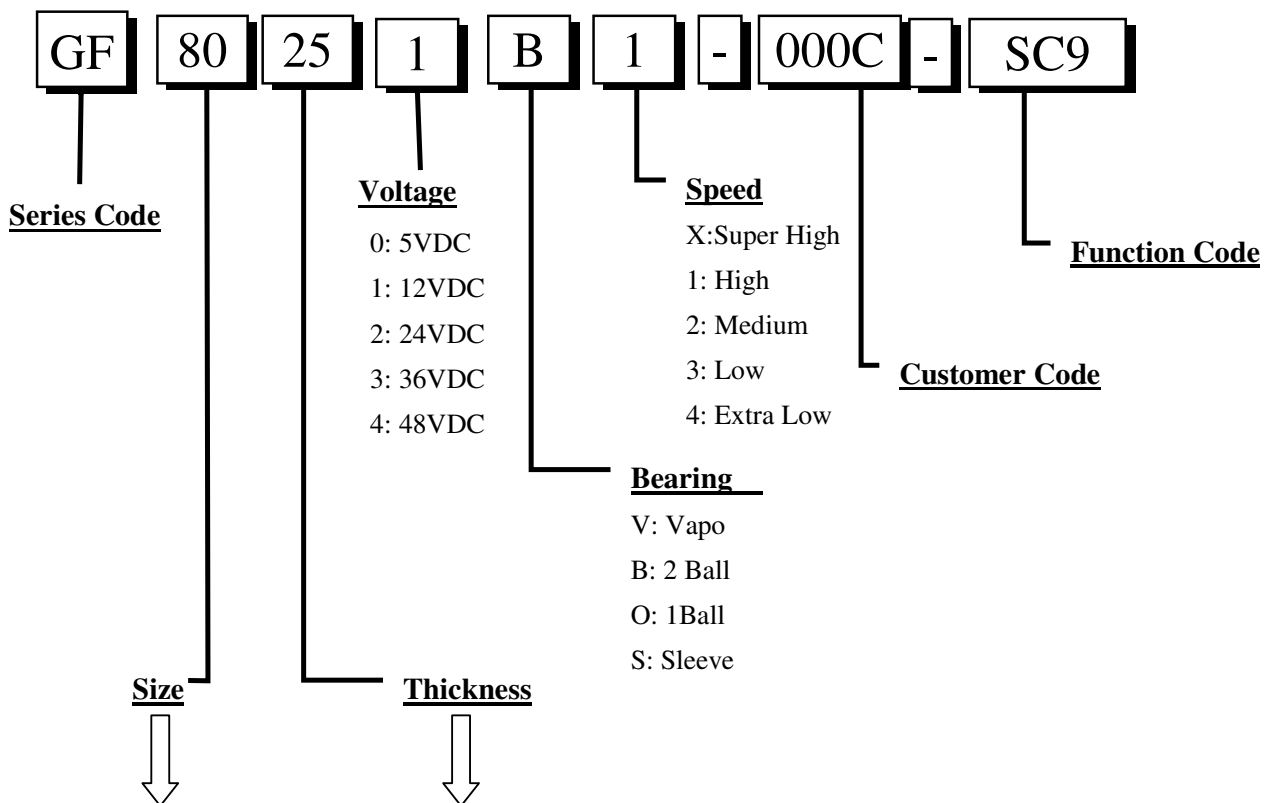 GF 80 25 1 B 1 - 000C - SC9
Series Code
Voltage
0: 5VDC
1: 12VDC
2: 24VDC
3: 36VDC
4: 48VDC
Speed
X:Super High
1: High
2: Medium
3: Low
4: Extra Low
Function Code
Customer Code
Bearing
V: Vapo
B: 2 Ball
O: 1Ball
S: Sleeve
Size
Thickness